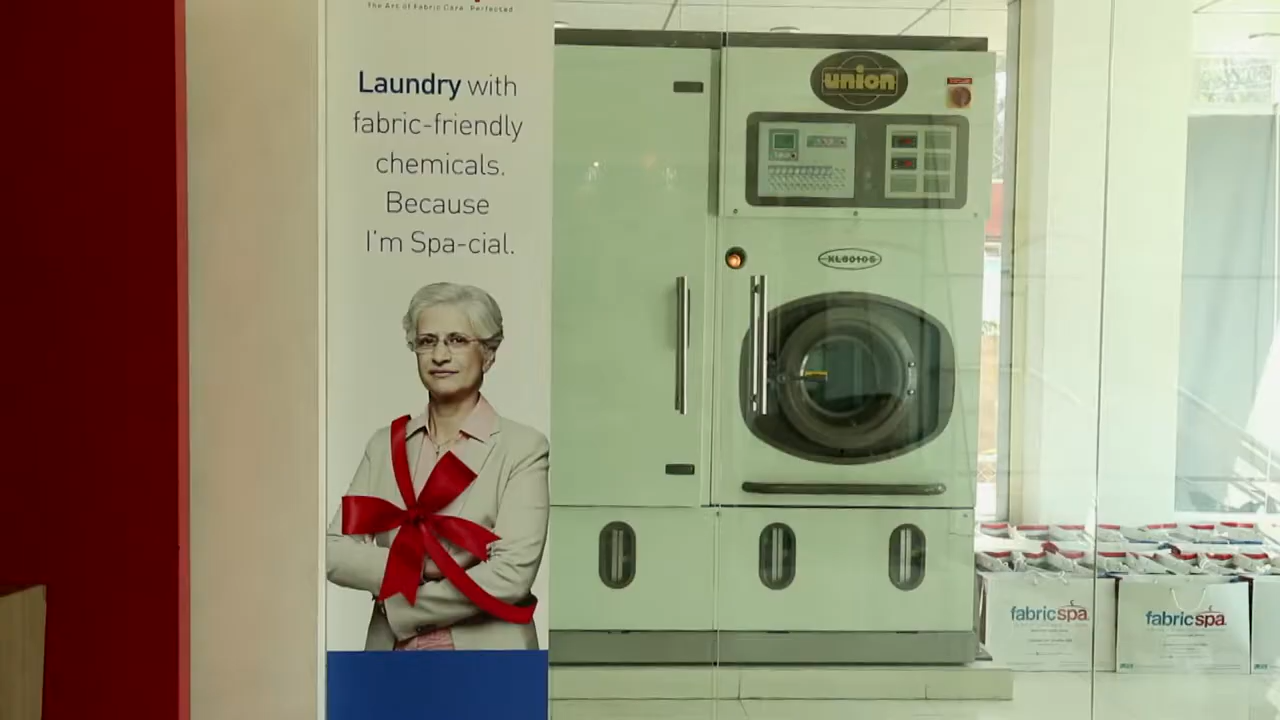 The Art of Fabric Care. Perfected
Laundry with
fabric-friendly
chemicals.
Because
I'm Spa-cial.
union
fabricspa
fabricspa